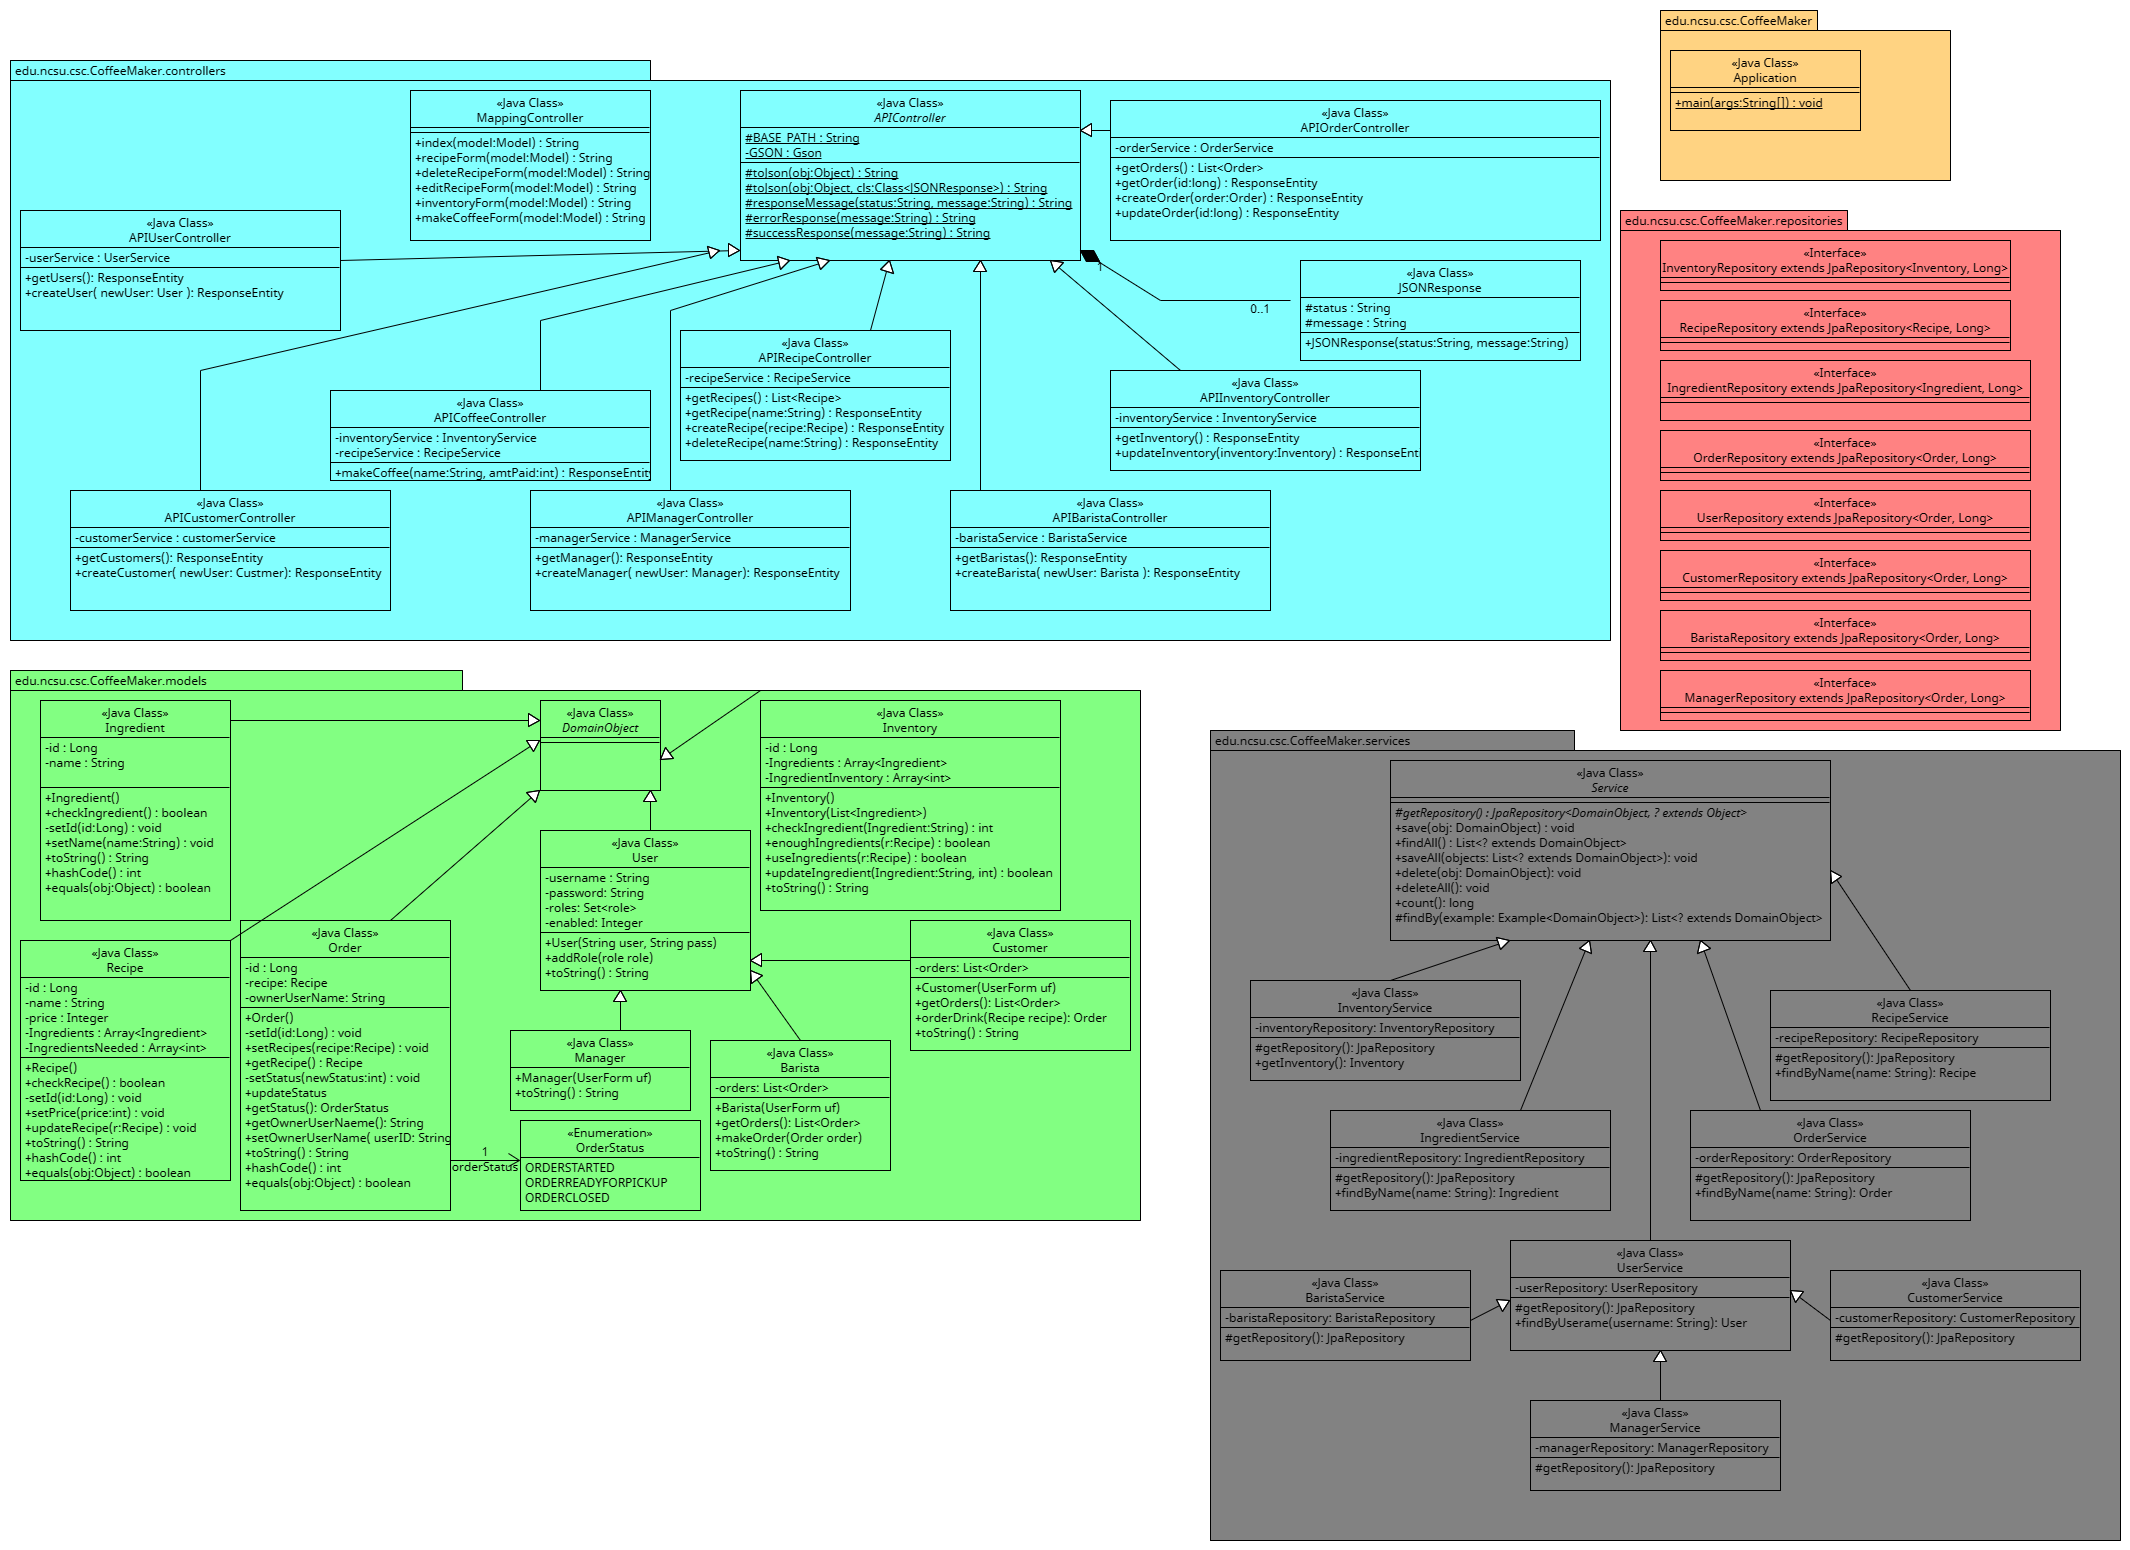 edu.ncsu.csc.CoffeeMaker
«Java Class»
Application
+main(args:String[]) : void
edu.ncsu.csc.CoffeeMaker.controllers
«Java Class»
MappingController
+index(model:Model) : String
+recipeForm(model:Model) : String
+deleteRecipeForm(model:Model) : String
+editRecipeForm(model:Model) : String
+inventoryForm(model:Model) : String
+makeCoffeeForm(model:Model) : String
«Java Class»
APIController
#BASE_PATH : String
-GSON : Gson
#toJson(obj:Object) : String
#toJson(obj:Object, cls:Class<JSONResponse>) : String
#responseMessage(status:String, message:String) : String
#errorResponse(message:String) : String
#successResponse(message:String) : String
«Java Class»
APIOrderController
-orderService : OrderService
+getOrders() : List<Order>
+getOrder(id:long) : ResponseEntity
+createOrder(order:Order) : ResponseEntity
+updateOrder(id:long) : ResponseEntity
«Java Class»
APIUserController
-userService : UserService
+getUsers(): ResponseEntity
+createUser( newUser: User ): ResponseEntity
1
0..1
«Java Class»
JSONResponse
#status : String
#message : String
+JSONResponse(status:String, message:String)
«Java Class»
APIRecipeController
-recipeService : RecipeService
+getRecipes() : List<Recipe>
+getRecipe(name:String) : ResponseEntity
+createRecipe(recipe:Recipe) : ResponseEntity
+deleteRecipe(name:String) : ResponseEntity
«Java Class»
APIInventoryController
-inventoryService : InventoryService
+getInventory() : ResponseEntity
+updateInventory(inventory:Inventory) : ResponseEnt
«Java Class»
APICoffeeController
-inventoryService : InventoryService
-recipeService : RecipeService
+makeCoffee(name:String, amtPaid:int) : ResponseEntity
«Java Class»
APICustomerController
-customerService : customerService
+getCustomers(): ResponseEntity
+createCustomer( newUser: Custmer): ResponseEntity
«Java Class»
APIManagerController
-managerService : ManagerService
+getManager(): ResponseEntity
+createManager( newUser: Manager): ResponseEntity
«Java Class»
APIBaristaController
-baristaService : BaristaService
+getBaristas(): ResponseEntity
+createBarista( newUser: Barista ): ResponseEntity
edu.ncsu.csc.CoffeeMaker.repositories
«Interface»
InventoryRepository extends JpaRepository<Inventory, Long>
«Interface»
RecipeRepository extends JpaRepository<Recipe, Long>
«Interface»
IngredientRepository extends JpaRepository<Ingredient, Long>
«Interface»
OrderRepository extends JpaRepository<Order, Long>
«Interface»
UserRepository extends JpaRepository<Order, Long>
«Interface»
CustomerRepository extends JpaRepository<Order, Long>
«Interface»
BaristaRepository extends JpaRepository<Order, Long>
«Interface»
ManagerRepository extends JpaRepository<Order, Long>
edu.ncsu.csc.CoffeeMaker.models
«Java Class»
Ingredient
-id : Long
-name : String
+Ingredient()
+checkIngredient() : boolean
-setId(id:Long) : void
+setName(name:String) : void
+toString() : String
+hashCode() : int
+equals(obj:Object) : boolean
«Java Class»
DomainObject
«Java Class»
Inventory
-id : Long
-Ingredients : Array<Ingredient>
-IngredientInventory : Array<int>
+Inventory()
+Inventory(List<Ingredient>)
+checkIngredient(Ingredient:String) : int
+enoughIngredients(r:Recipe) : boolean
+useIngredients(r:Recipe) : boolean
+updateIngredient(Ingredient:String, int) : boolean
+toString() : String
«Java Class»
User
-username : String
-password: String
-roles: Set<role>
-enabled: Integer
+User(String user, String pass)
+addRole(role role)
+toString() : String
«Java Class»
Recipe
-id : Long
-name : String
-price : Integer
-Ingredients : Array<Ingredient>
-IngredientsNeeded : Array<int>
+Recipe()
+checkRecipe() : boolean
-setId(id:Long) : void
+setPrice(price:int) : void
+updateRecipe(r:Recipe) : void
+toString() : String
+hashCode() : int
+equals(obj:Object) : boolean
«Java Class»
Order
-id : Long
-recipe: Recipe
-ownerUserName: String
+Order()
-setId(id:Long) : void
+setRecipes(recipe:Recipe) : void
+getRecipe() : Recipe
-setStatus(newStatus:int) : void
+updateStatus
+getStatus(): OrderStatus
+getOwnerUserNaeme(): String
+setOwnerUserName( userID: String
+toString() : String
+hashCode() : int
+equals(obj:Object) : boolean
1
orderStatus
«Java Class»
Customer
-orders: List<Order>
+Customer(UserForm uf)
+getOrders(): List<Order>
+orderDrink(Recipe recipe): Order
+toString() : String
«Java Class»
Manager
+Manager(UserForm uf)
+toString() : String
«Java Class»
Barista
-orders: List<Order>
+Barista(UserForm uf)
+getOrders(): List<Order>
+makeOrder(Order order)
+toString() : String
«Enumeration»
OrderStatus
ORDERSTARTED
ORDERREADYFORPICKUP
ORDERCLOSED
edu.ncsu.csc.CoffeeMaker.services
«Java Class»
Service
#getRepository() : JpaRepository<DomainObject, ? extends Object>
+save(obj: DomainObject) : void
+findAll() : List<? extends DomainObject>
+saveAll(objects: List<? extends DomainObject>): void
+delete(obj: DomainObject): void
+deleteAll(): void
+count(): long
#findBy(example: Example<DomainObject>): List<? extends DomainObject>
«Java Class»
InventoryService
-inventoryRepository: InventoryRepository
#getRepository(): JpaRepository
+getInventory(): Inventory
«Java Class»
RecipeService
-recipeRepository: RecipeRepository
#getRepository(): JpaRepository
+findByName(name: String): Recipe
«Java Class»
IngredientService
-ingredientRepository: IngredientRepository
#getRepository(): JpaRepository
+findByName(name: String): Ingredient
«Java Class»
OrderService
-orderRepository: OrderRepository
#getRepository(): JpaRepository
+findByName(name: String): Order
«Java Class»
UserService
-userRepository: UserRepository
#getRepository(): JpaRepository
+findByUserame(username: String): User
«Java Class»
BaristaService
-baristaRepository: BaristaRepository
#getRepository(): JpaRepository
«Java Class»
CustomerService
-customerRepository: CustomerRepository
#getRepository(): JpaRepository
«Java Class»
ManagerService
-managerRepository: ManagerRepository
#getRepository(): JpaRepository